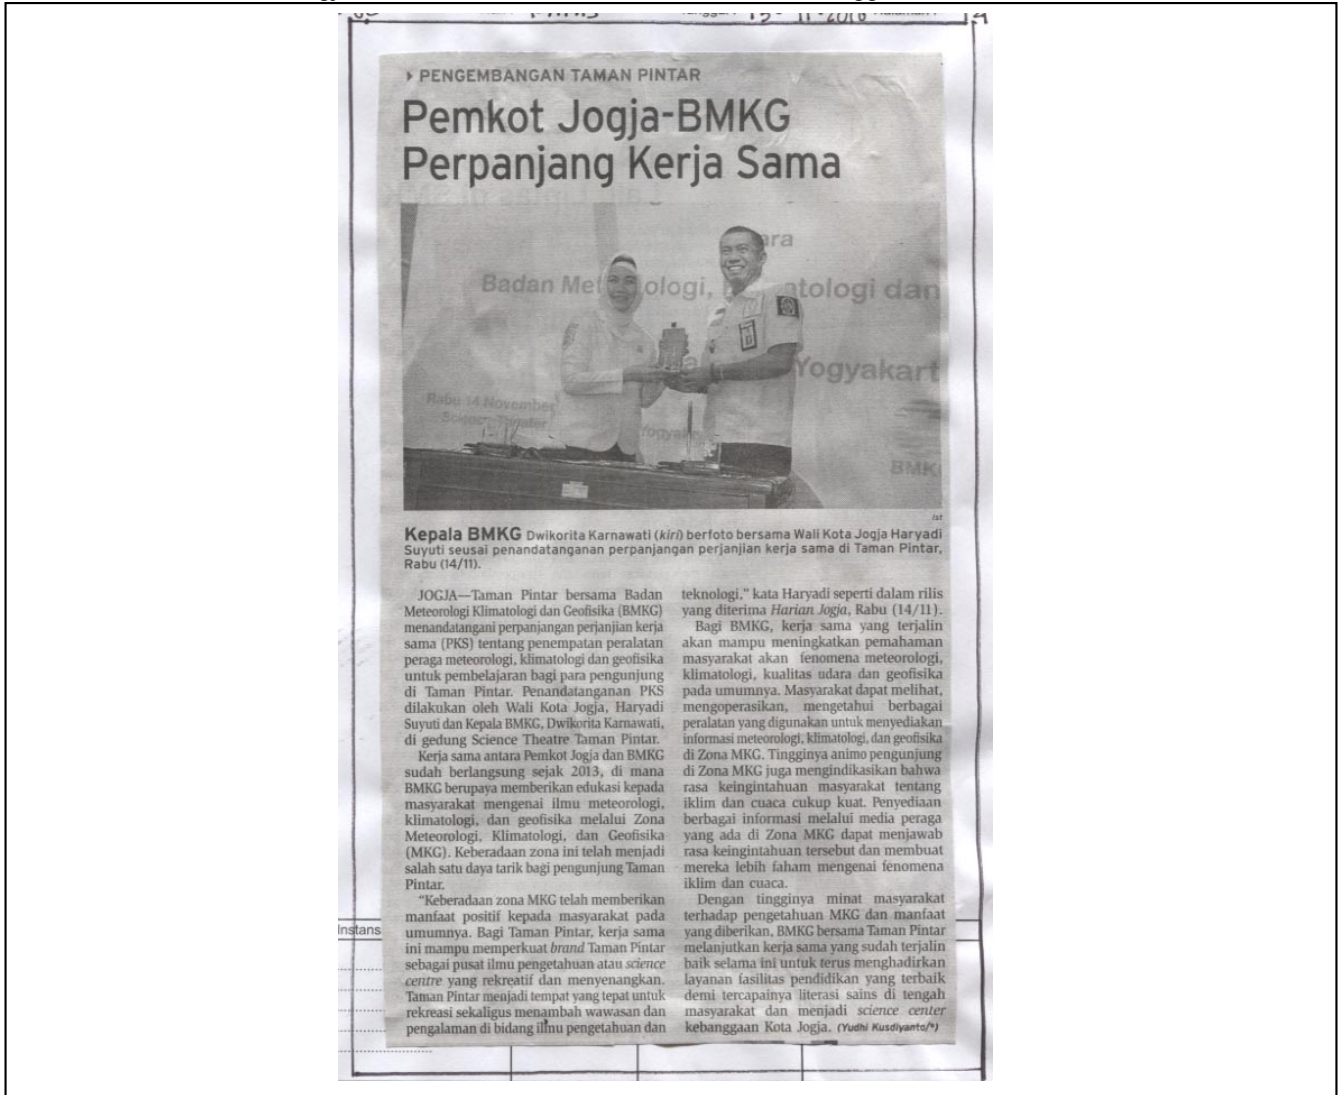 15-11-2018
19
PENGEMBANGAN TAMAN PINTAR
Pemkot Jogja-BMKG
Perpanjang Kerja Sama
ara
Badan Me ologi, atologi dan
Yogyakart
Rabu 14 November
Science Theater
Yogya
BMK
Ist
Kepala BMKG Dwikorita Karnawati (kiri) berfoto bersama Wali Kota Jogja Haryadi
Suyuti seusai penandatanganan perpanjangan perjanjian kerja sama di Taman Pintar,
Rabu (14/11).
JOGJA—Taman Pintar bersama Badan
Meteorologi Klimatologi dan Geofisika (BMKG)
menandatangani perpanjangan perjanjian kerja
sama (PKS) tentang penempatan peralatan
peraga meteorologi, klimatologi dan geofisika
untuk pembelajaran bagi para pengunjung
di Taman Pintar. Penandatanganan PKS
dilakukan oleh Wali Kota Jogja, Haryadi
Suyuti dan Kepala BMKG, Dwikorita Karnawati,
di gedung Science Theatre Taman Pintar.
Kerja sama antara Pemkot Jogja dan BMKG
sudah berlangsung sejak 2013, di mana
BMKG berupaya memberikan edukasi kepada
masyarakat mengenai ilmu meteorologi,
klimatologi, dan geofisika melalui Zona
Meteorologi, Klimatologi, dan Geofisika
(MKG). Keberadaan zona ini telah menjadi
salah satu daya tarik bagi pengunjung Taman
Pintar.
"Keberadaan zona MKG telah memberikan
manfaat positif kepada masyarakat pada
umumnya. Bagi Taman Pintar, kerja sama
ini mampu memperkuat brand Taman Pintar
sebagai pusat ilmu pengetahuan atau science
centre yang rekreatif dan menyenangkan.
Taman Pintar menjadi tempat yang tepat untuk
rekreasi sekaligus menambah wawasan dan
pengalaman di bidang ilmu pengetahuan dan
teknologi," kata Haryadi seperti dalam rilis
yang diterima Harian Jogja, Rabu (14/11).
Bagi BMKG, kerja sama yang terjalin
akan mampu meningkatkan pemahaman
masyarakat akan fenomena meteorologi,
klimatologi, kualitas udara dan geofisika
pada umumnya. Masyarakat dapat melihat,
mengoperasikan, mengetahui berbagai
peralatan yang digunakan untuk menyediakan
informasi meteorologi, klimatologi, dan geofisika
di Zona MKG. Tingginya animo pengunjung
di Zona MKG juga mengindikasikan bahwa
rasa keingintahuan masyarakat tentang
iklim dan cuaca cukup kuat. Penyediaan
berbagai informasi melalui media peraga
yang ada di Zona MKG dapat menjawab
rasa keingintahuan tersebut dan membuat
mereka lebih faham mengenai fenomena
iklim dan cuaca.
Dengan tingginya minat masyarakat
terhadap pengetahuan MKG dan manfaat
yang diberikan, BMKG bersama Taman Pintar
melanjutkan kerja sama yang sudah terjalin
baik selama ini untuk terus menghadirkan
layanan fasilitas pendidikan yang terbaik
demi tercapainya literasi sains di tengah
masyarakat dan menjadi science center
kebanggaan Kota Jogja. (Yudhi Kusdiyanto/*)
Instans